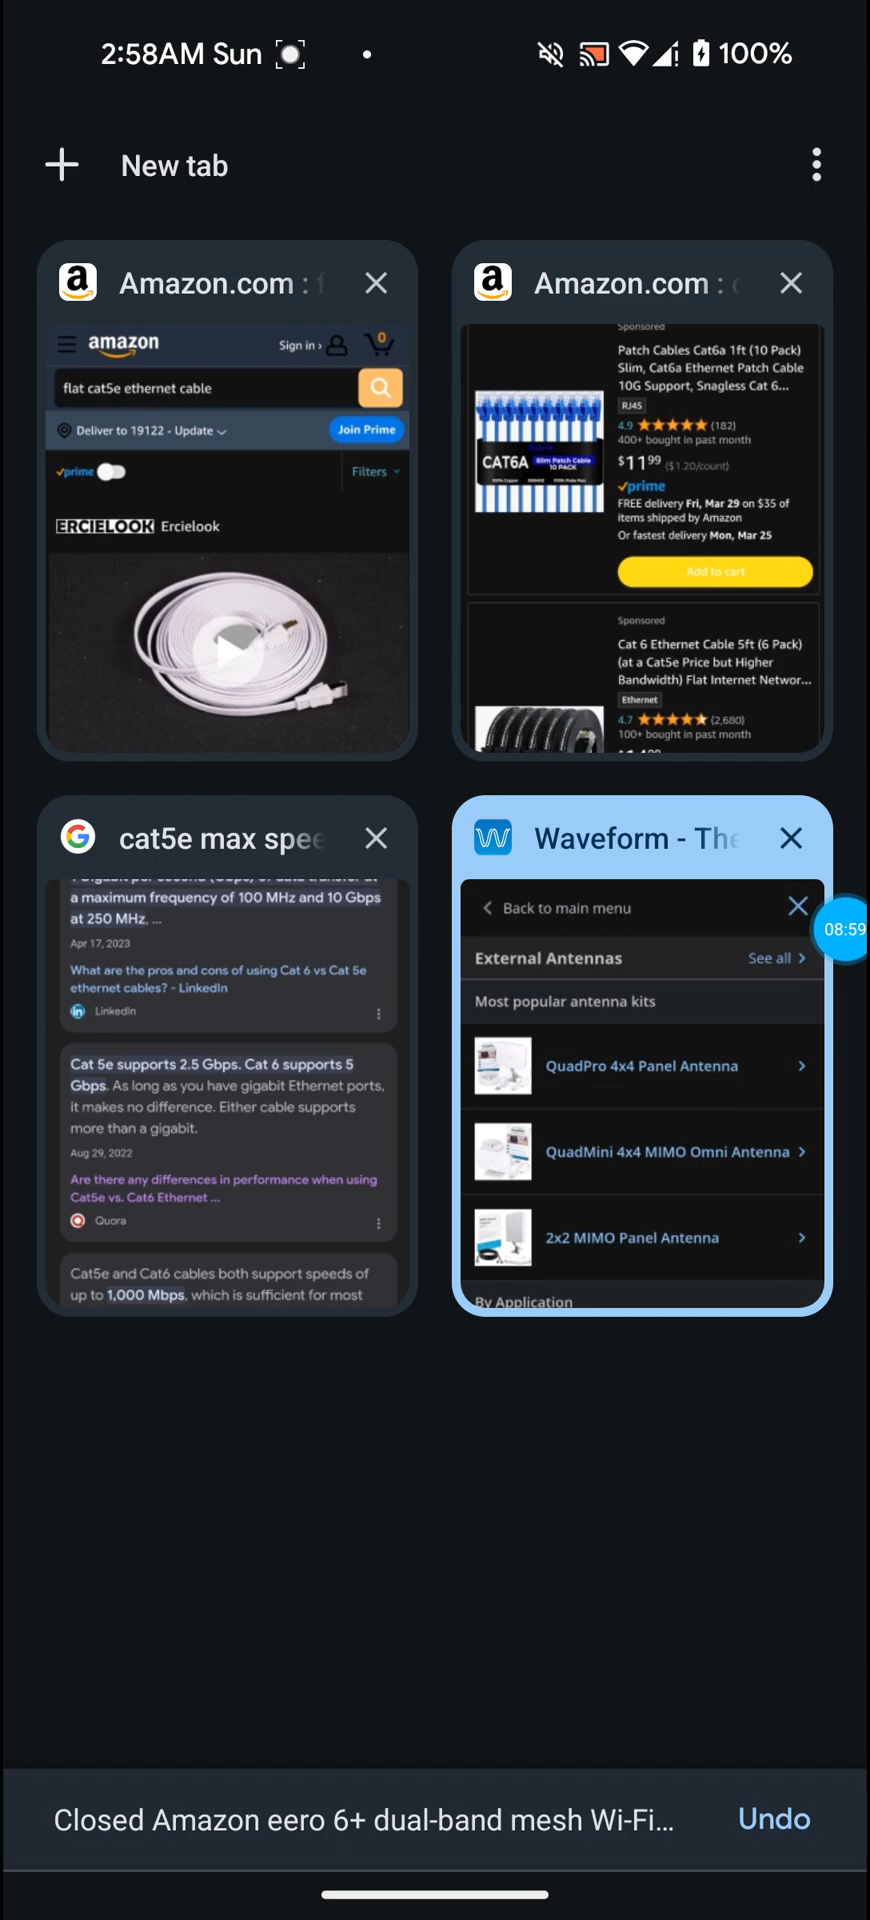 2:58AM Sun
100%
New tab
Amazon.com :
amazon
Sign in ›
0
flat cat5e ethernet cable
Deliver to 19122 - Update
Join Prime
prime
Filters
ERCIELOOK Ercielook
Amazon.com :
Sponsored
Patch Cables Cat6a 1ft (10 Pack)
Slim, Cat6a Ethernet Patch Cable
10G Support, Snagless Cat 6...
RJ45
4.9 (182)
400+ bought in past month
$11 99 ($1.20/count)
prime
FREE delivery Fri, Mar 29 on $35 of
items shipped by Amazon
Or fastest delivery Mon, Mar 25
Add to cart
CAT6A
Slim Patch Cable
10 PACK
Sponsored
Cat 6 Ethernet Cable 5ft (6 Pack)
(at a Cat5e Price but Higher
Bandwidth) Flat Internet Networ...
Ethernet
4.7 (2,680)
100+ bought in past month
cat5e max spee
a maximum frequency of 100 MHz and 10 Gbps
at 250 MHz. ...
Apr 17, 2023
What are the pros and cons of using Cat 6 vs Cat 5e
ethernet cables? - LinkedIn
LinkedIn
Cat 5e supports 2.5 Gbps. Cat 6 supports 5
Gbps. As long as you have gigabit Ethernet ports,
it makes no difference. Either cable supports
more than a gigabit.
Aug 29, 2022
Are there any differences in performance when using
Cat5e vs. Cat6 Ethernet ...
Quora
Cat5e and Cat6 cables both support speeds of
up to 1,000 Mbps, which is sufficient for most
Waveform - The
Back to main menu
External Antennas
See all
Most popular antenna kits
QuadPro 4x4 Panel Antenna
QuadMini 4x4 MIMO Omni Antenna
2x2 MIMO Panel Antenna
By Application
08:59
Closed Amazon eero 6+ dual-band mesh Wi-Fi...
Undo